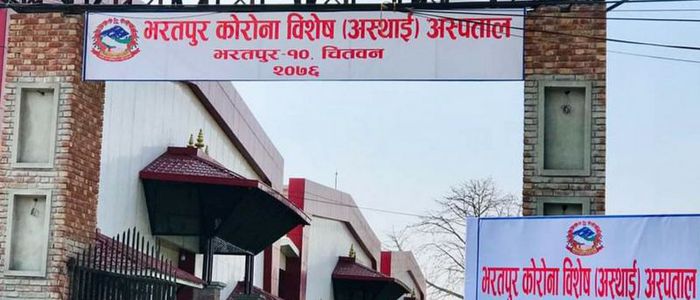 भरतपुर कोरोना विशेष (अस्थाई) अस्पताल
भरतपुर-१०, चितवन
२०७६
भरतपुर कोरोना विशेष (अस्थाई) अस्पताल